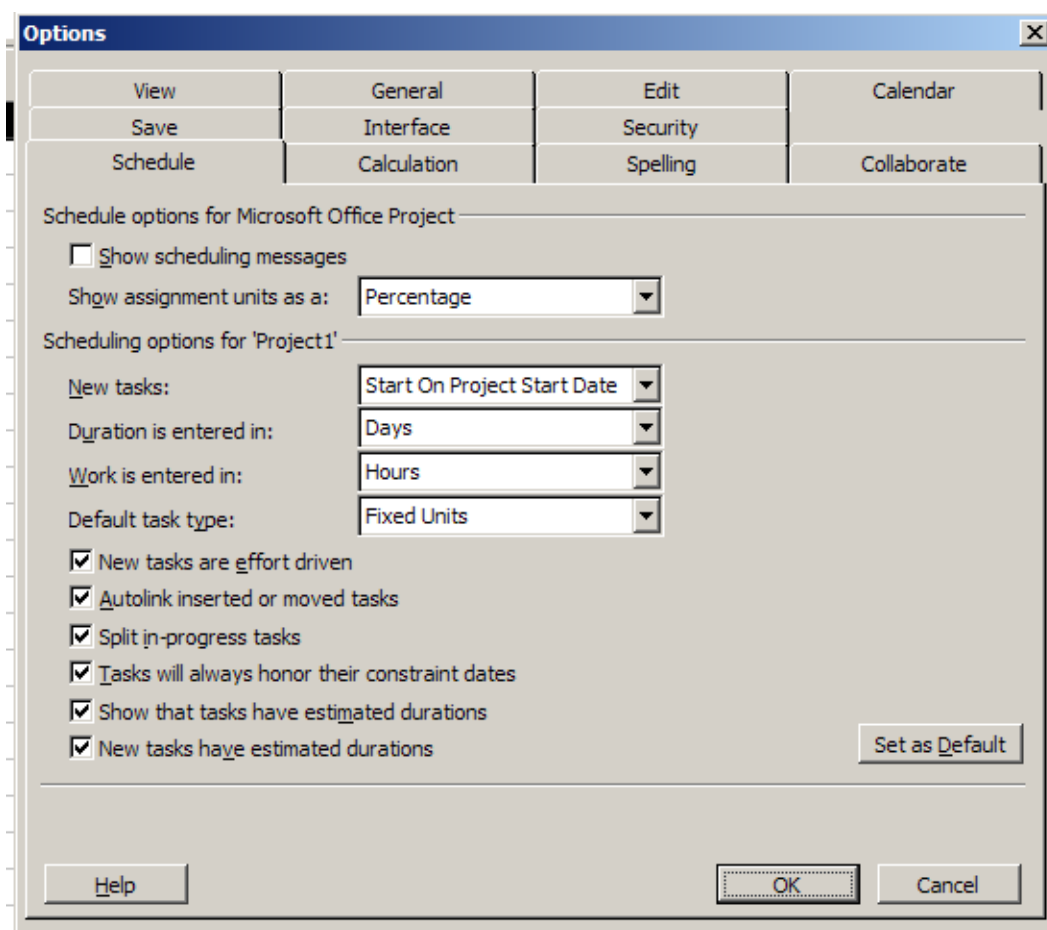 Options
View General Edit Calendar
Save Interface Security
Schedule Calculation Spelling Collaborate
Schedule options for Microsoft Office Project
Show scheduling messages
Show assignment units as a: Percentage
Scheduling options for 'Project1'
New tasks: Start On Project Start Date
Duration is entered in: Days
Work is entered in: Hours
Default task type: Fixed Units
New tasks are effort driven
Autolink inserted or moved tasks
Split in-progress tasks
Tasks will always honor their constraint dates
Show that tasks have estimated durations
New tasks have estimated durations
Set as Default
Help OK Cancel